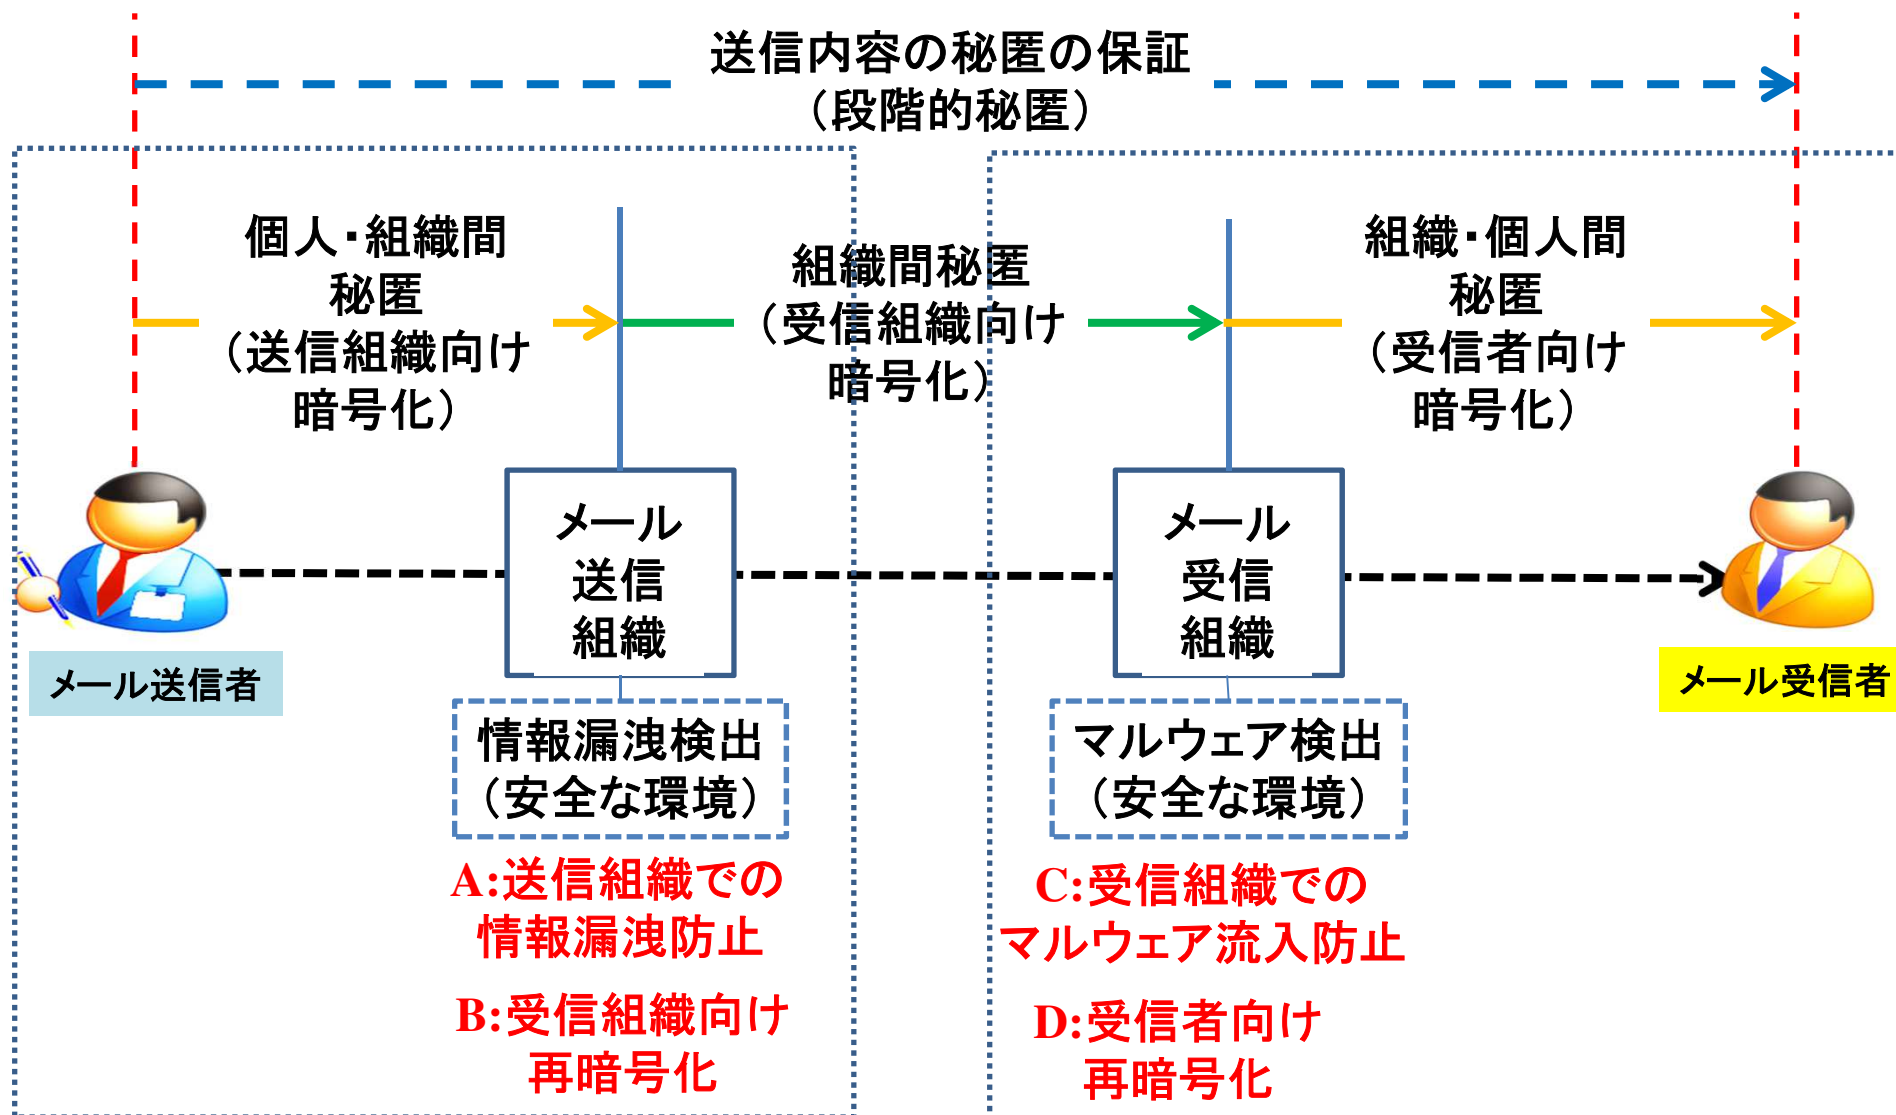 送信内容の秘匿の保証
（段階的秘匿）
個人・組織間
秘匿
（送信組織向け
暗号化）
組織間秘匿
（受信組織向け
暗号化）
組織・個人間
秘匿
（受信者向け
暗号化）
メール
送信
組織
メール
受信
組織
メール送信者
メール受信者
情報漏洩検出
（安全な環境）
マルウェア検出
（安全な環境）
A:送信組織での
情報漏洩防止
B:受信組織向け
再暗号化
C:受信組織での
マルウェア流入防止
D:受信者向け
再暗号化